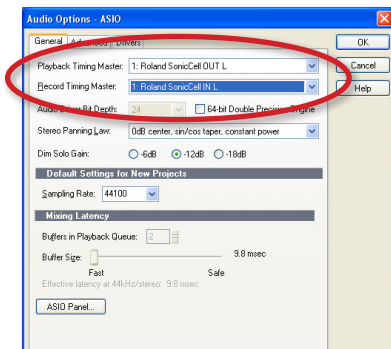 Audio Options - ASIO
General Advanced Drivers
OK
Playback Timing Master: 1: Roland SonicCell OUT L
Cancel
Record Timing Master: 1: Roland SonicCell IN L
Help
Audio Driver Bit Depth: 24 64-bit Double Precision Engine
Stereo Panning Law: 0dB center, sin/cos taper, constant power
Dim Solo Gain: -6dB -12dB -18dB
Default Settings for New Projects
Sampling Rate: 44100
Mixing Latency
Buffers in Playback Queue: 2
Buffer Size: 9.8 msec
Fast Safe
Effective latency at 44kHz/stereo: 9.8 msec
ASIO Panel...